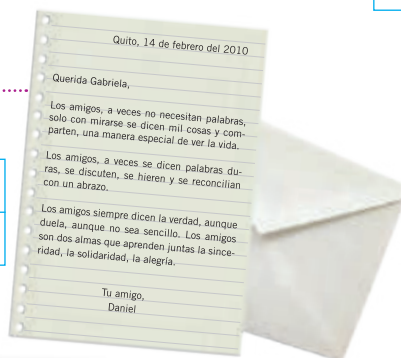 Quito, 14 de febrero del 2010
Querida Gabriela,
Los amigos, a veces no necesitan palabras,
solo con mirarse se dicen mil cosas y com-
parten, una manera especial de ver la vida.
Los amigos, a veces se dicen palabras du-
ras, se discuten, se hieren y se reconcilian
con un abrazo.
Los amigos siempre dicen la verdad, aunque
duela, aunque no sea sencillo. Los amigos
son dos almas que aprenden juntas la since-
ridad, la solidaridad, la alegría.
Tu amigo,
Daniel